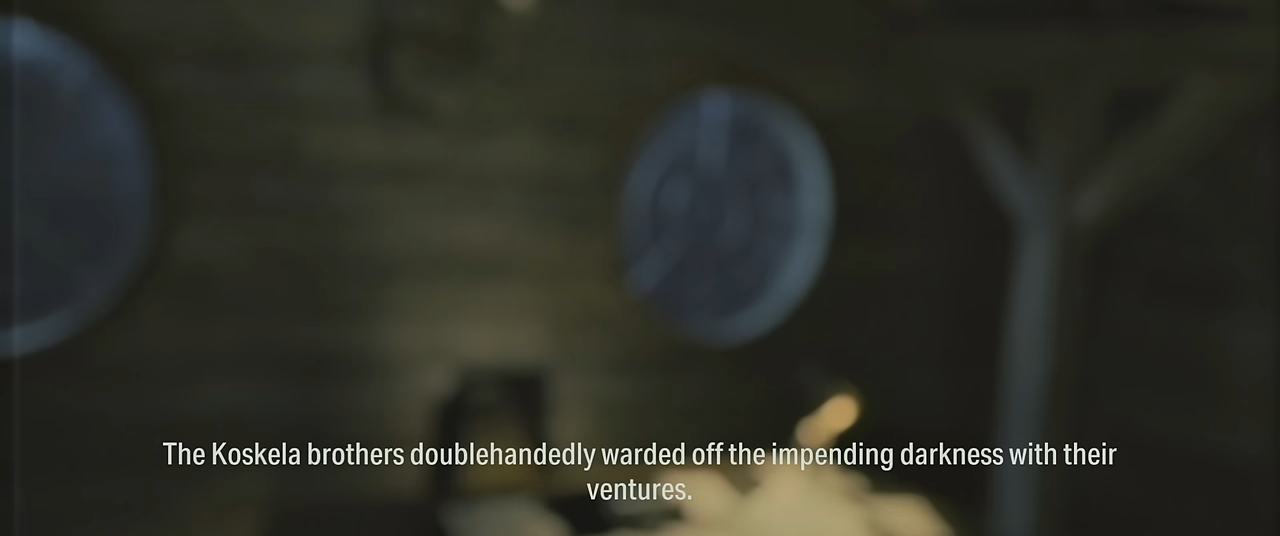 The Koskela brothers doublehandedly warded off the impending darkness with their
ventures.